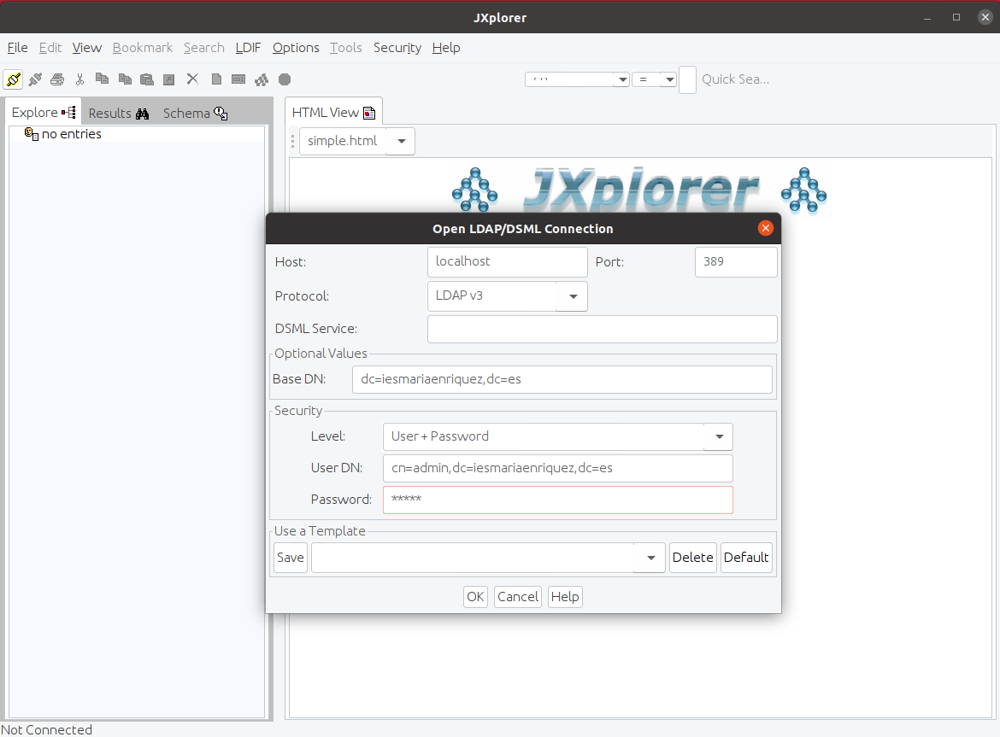 JXplorer
File Edit View Bookmark Search LDIF Options Tools Security Help
= Quick Sea...
Explore Results Schema HTML View
no entries
simple.html
JXplorer
Open LDAP/DSML Connection
Host: localhost Port: 389
Protocol: LDAP v3
DSML Service:
Optional Values
Base DN: dc=iesmariaenriquez,dc=es
Security
Level: User + Password
User DN: cn=admin,dc=iesmariaenriquez,dc=es
Password: *****
Use a Template
Save Delete Default
OK Cancel Help
Not Connected